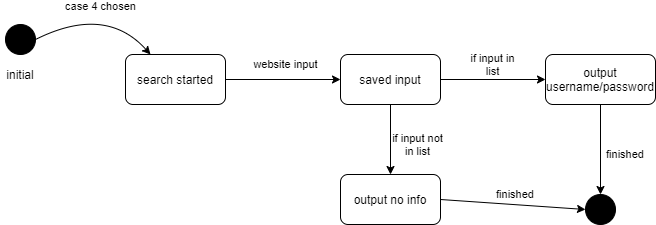 case 4 chosen
initial
search started
website input
saved input
if input in
list
output
username/password
if input not
in list
finished
output no info
finished